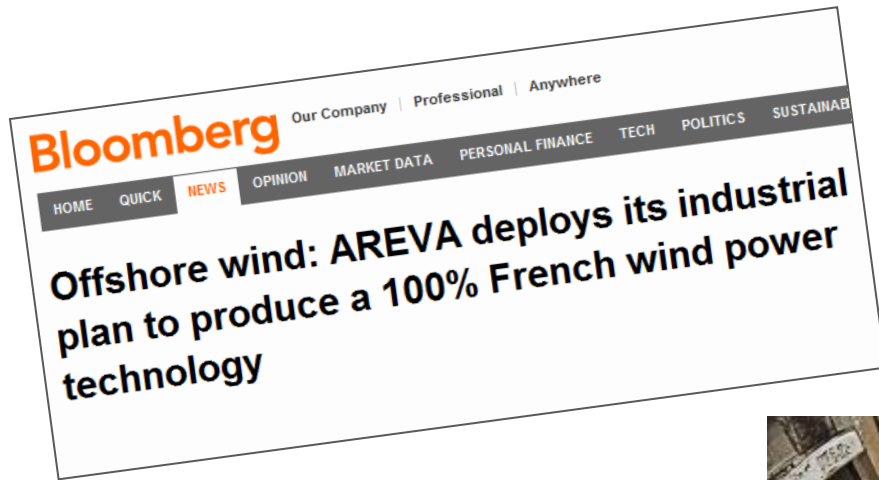 Bloomberg Our Company | Professional | Anywhere
HOME QUICK NEWS OPINION MARKET DATA PERSONAL FINANCE TECH POLITICS SUSTAINAB
Offshore wind: AREVA deploys its industrial
plan to produce a 100% French wind power
technology